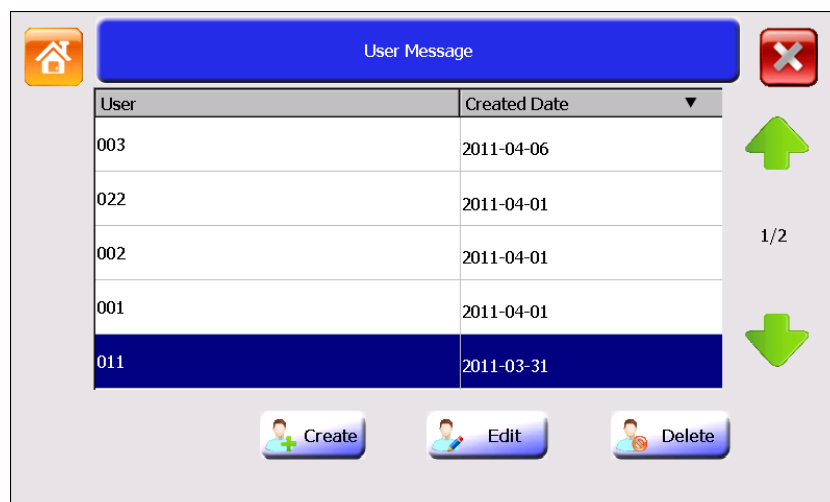 User Message
User Created Date ▼
003 2011-04-06
022 2011-04-01
1/2
002 2011-04-01
001 2011-04-01
011 2011-03-31
Create Edit Delete